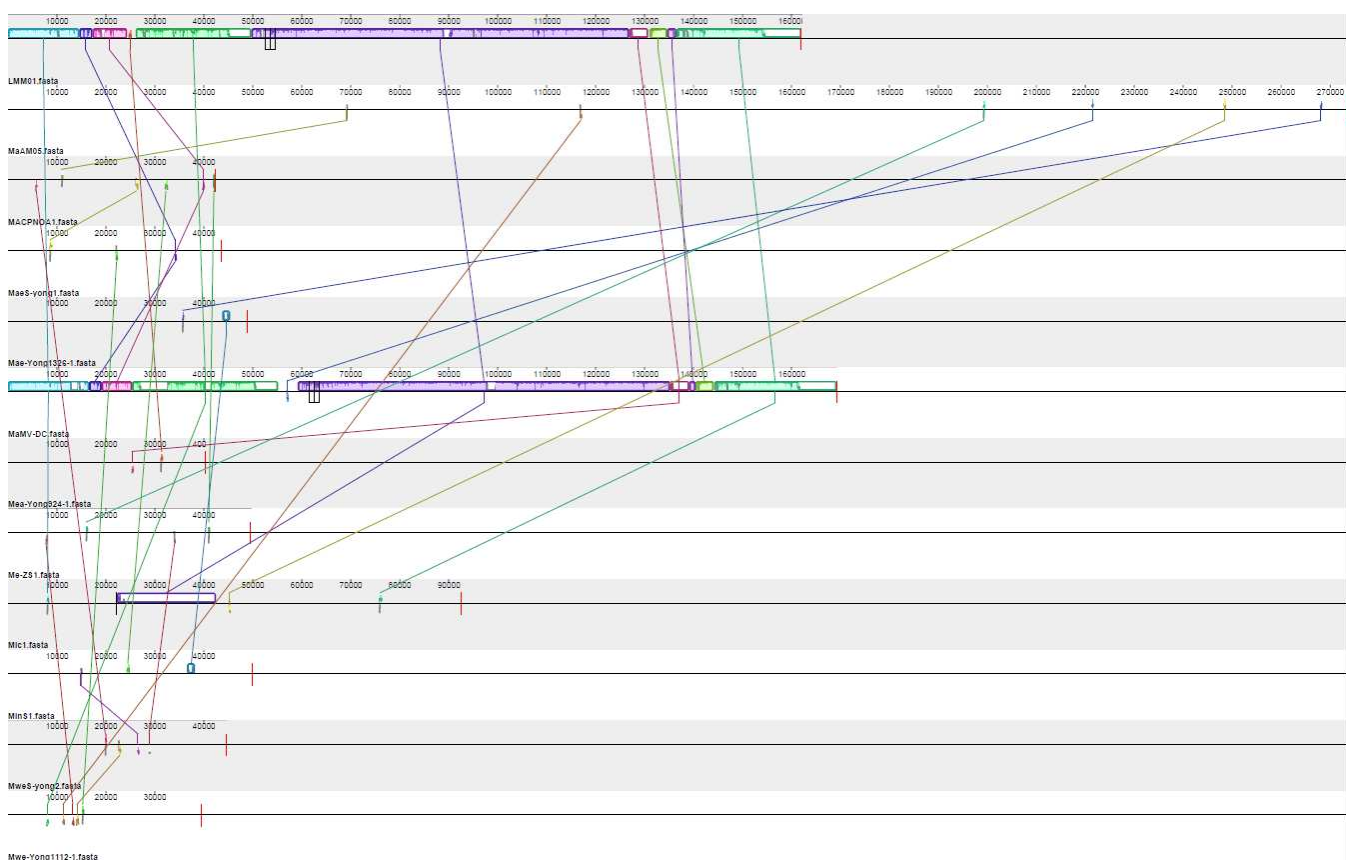 10000 20000 30000 40000 50000 60000 70000 80000 90000 100000 110000 120000 130000 140000 150000 160000
LMM01.fasta
10000 20000 30000 40000 50000 60000 70000 80000 90000 100000 110000 120000 130000 140000 150000 160000 170000 180000 190000 200000 210000 220000 230000 240000 250000 260000 270000
MaAM05.fasta
10000 20000 30000 40000
MACPNOA1.fasta
10000 20000 30000 40000
MaeS-yong1.fasta
10000 20000 30000 40000
Mae-Yong1326-1.fasta
10000 20000 30000 40000 50000 60000 70000 80000 90000 100000 110000 120000 130000 140000 150000 160000
MaMV-DC.fasta
10000 20000 30000 400
Mea-Yong924-1.fasta
10000 20000 30000 40000
Me-ZS1.fasta
10000 20000 30000 40000 50000 60000 70000 80000 90000
Mic1.fasta
10000 20000 30000 40000
MinS1.fasta
10000 20000 30000 40000
MweS-yong2.fasta
10000 20000 30000
Mwe-Yong1112-1.fasta